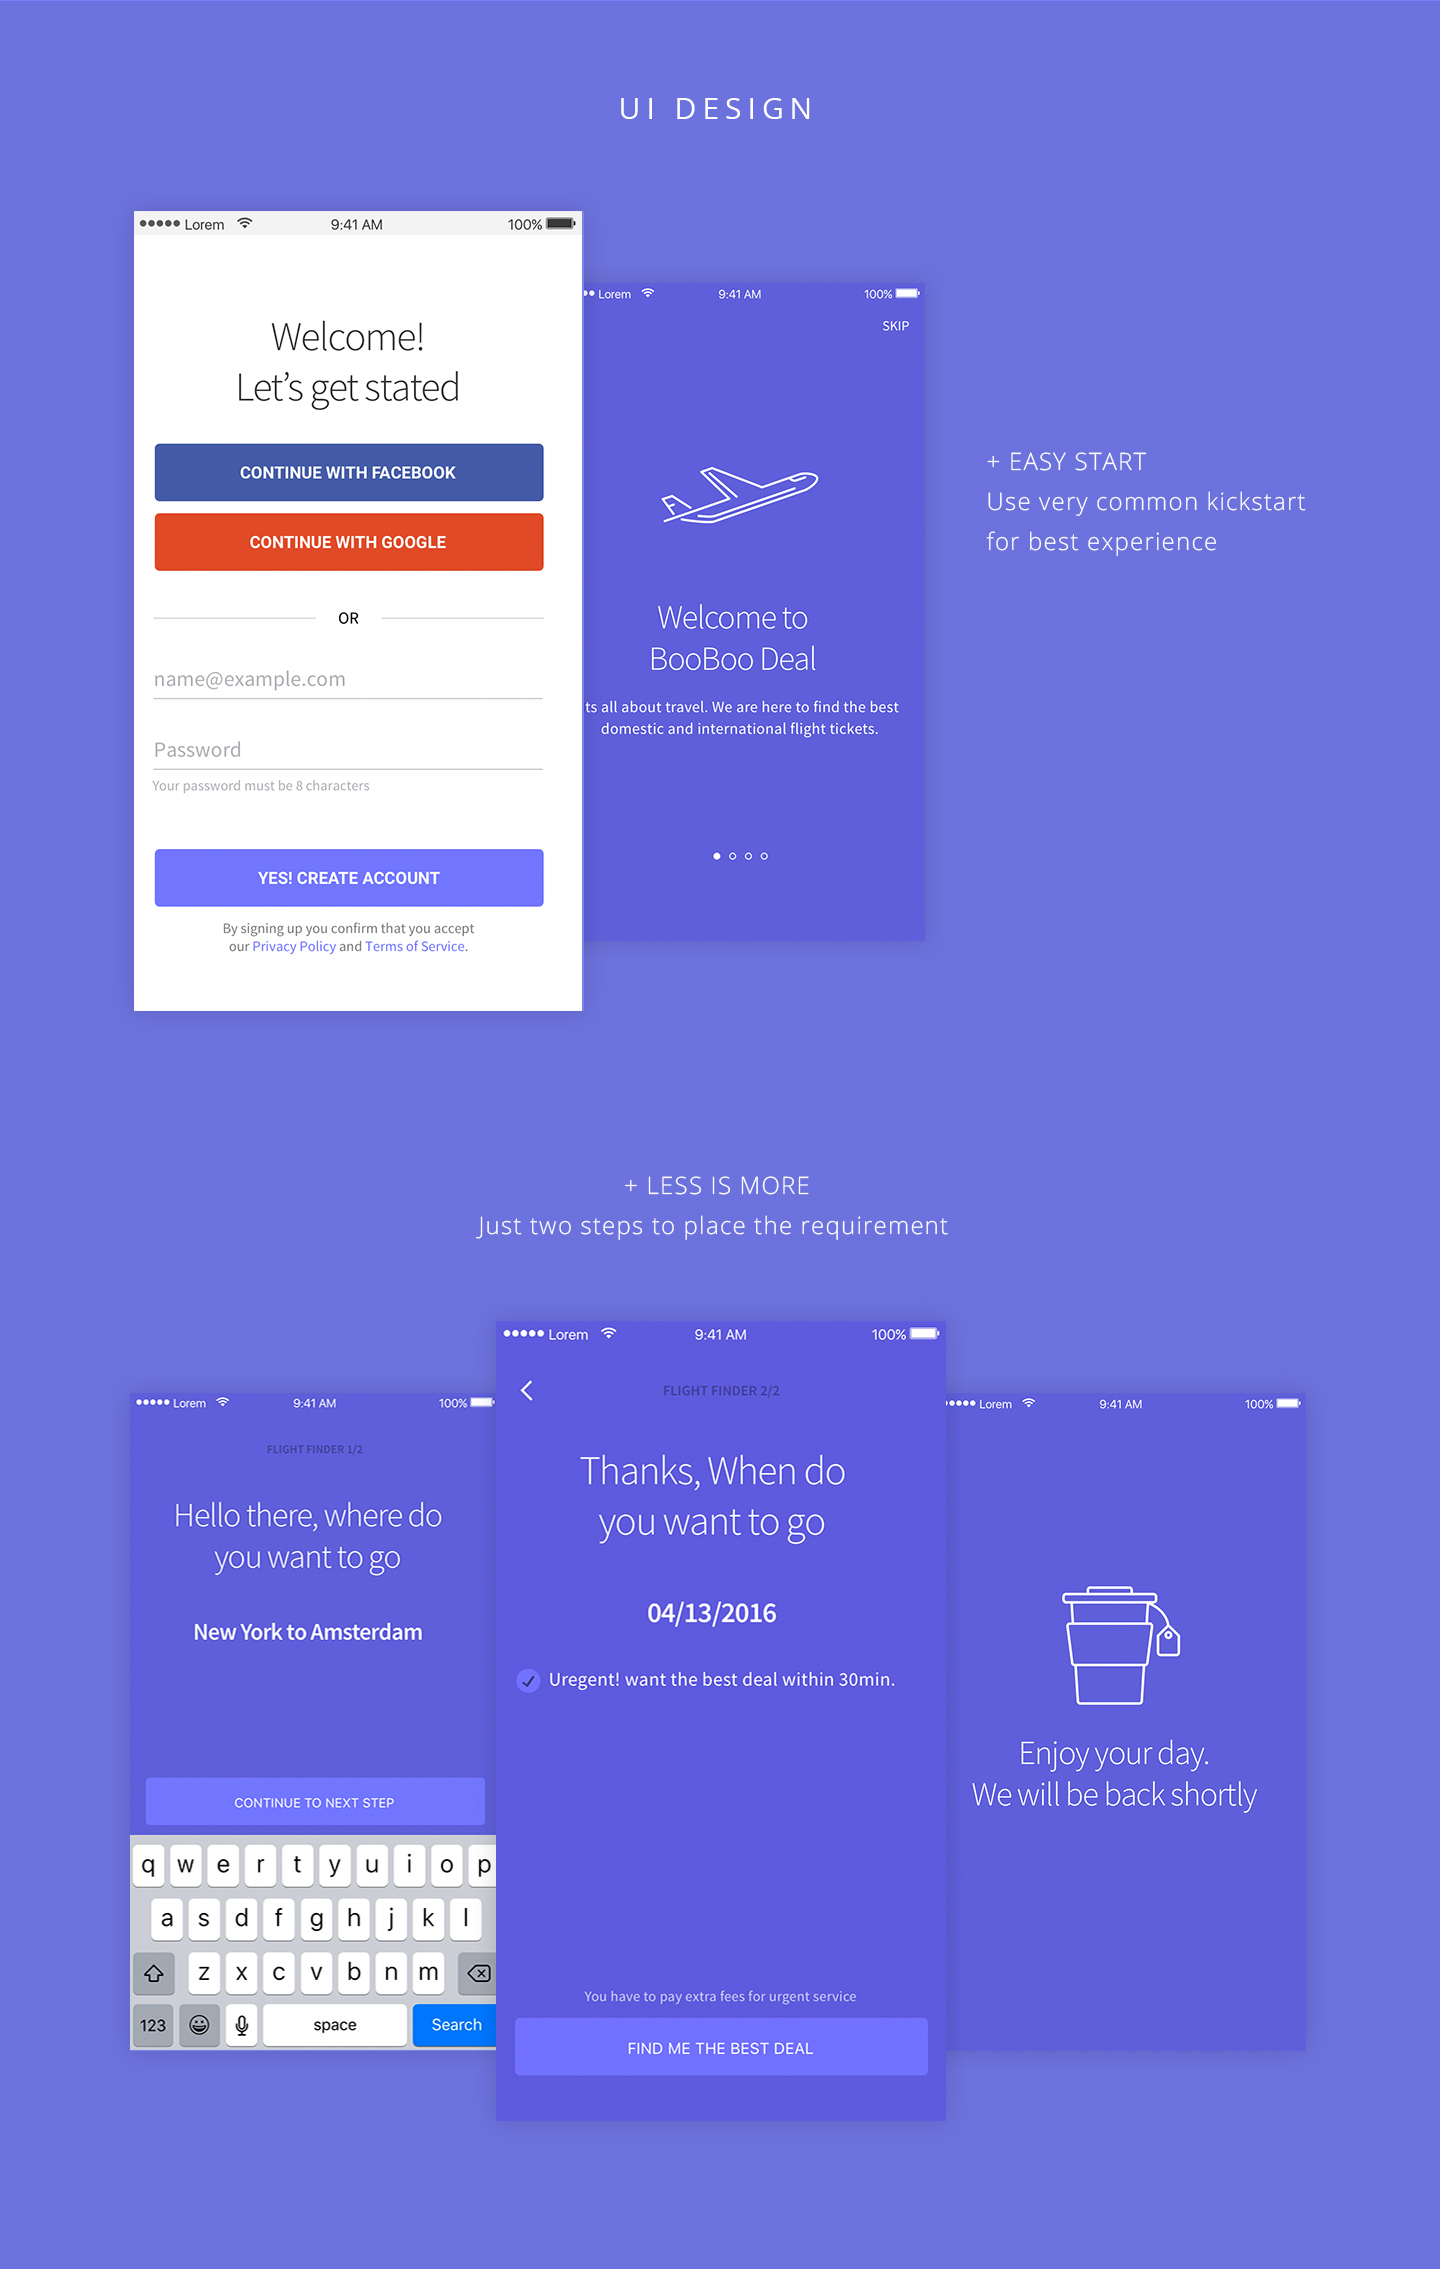 UI DESIGN
Lorem 9:41 AM 100%
Welcome!
Let's get stated
CONTINUE WITH FACEBOOK
CONTINUE WITH GOOGLE
OR
name@example.com
Password
Your password must be 8 characters
YES! CREATE ACCOUNT
By signing up you confirm that you accept
our Privacy Policy and Terms of Service.
Lorem 9:41 AM 100%
SKIP
Welcome to
BooBoo Deal
ts all about travel. We are here to find the best
domestic and international flight tickets.
+ EASY START
Use very common kickstart
for best experience
+ LESS IS MORE
Just two steps to place the requirement
Lorem 9:41 AM 100%
FLIGHT FINDER 1/2
Hello there, where do
you want to go
New York to Amsterdam
CONTINUE TO NEXT STEP
q w e r t y u i o p
a s d f g h j k l
z x c v b n m
123 space Search
Lorem 9:41 AM 100%
FLIGHT FINDER 2/2
Thanks, When do
you want to go
04/13/2016
Uregent! want the best deal within 30min.
You have to pay extra fees for urgent service
FIND ME THE BEST DEAL
Lorem 9:41 AM 100%
Enjoy your day.
We will be back shortly